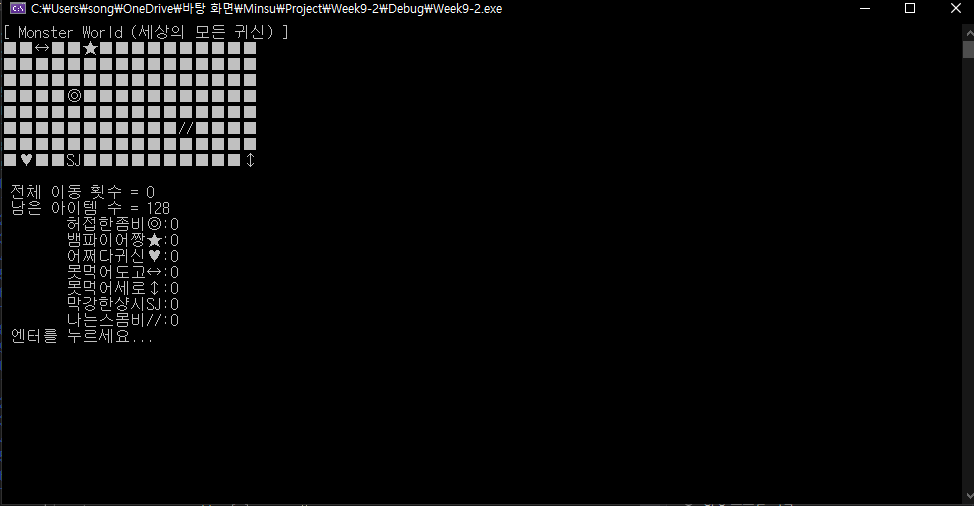 C:₩Users₩song₩OneDrive₩바탕 화면₩Minsu₩Project₩Week9-2₩Debug₩Week9-2.exe
[ Monster World (세상의 모든 귀신) ]
■■↔■■★■■■■■■■■■■
■■■■■■■■■■■■■■■■
■■■■■■■■■■■■■■■■
■■■■◎■■■■■■■■■■■
■■■■■■■■■■■■■■■■
■■■■■■■■■■■//■■■■
■■■■■■■■■■■■■■■■
■♥■■SJ■■■■■■■■■■↕
전체 이동 횟수 = 0
남은 아이템 수 = 128
허접한좀비◎:0
뱀파이어짱★:0
어쩌다귀신♥:0
못먹어도고↔:0
못먹어세로↕:0
막강한샹시SJ:0
나는스몸비//:0
엔터를 누르세요...